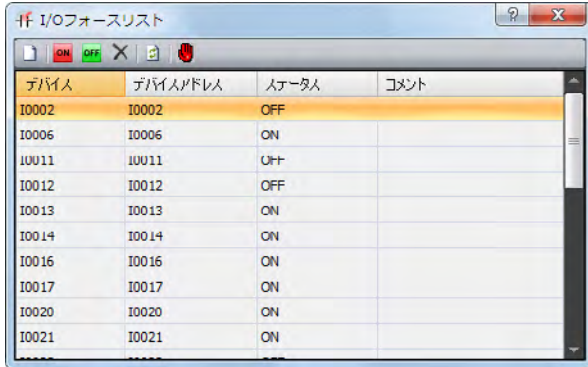 I/Oフォースリスト
ON OFF
デバイス デバイスアドレス ステータス コメント
I0002 I0002 OFF
I0006 I0006 ON
I0011 I0011 OFF
I0012 I0012 OFF
I0013 I0013 ON
I0014 I0014 ON
I0016 I0016 ON
I0017 I0017 ON
I0020 I0020 ON
I0021 I0021 ON